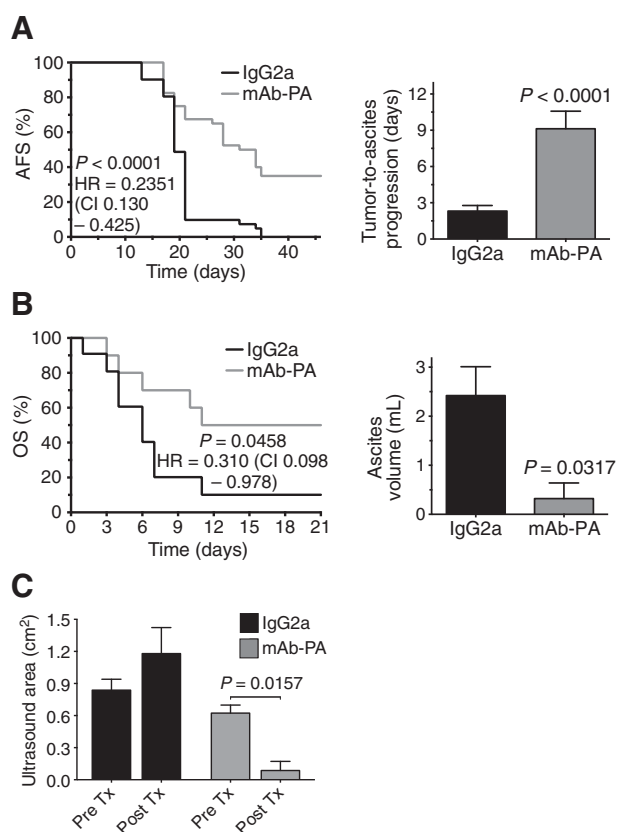 A
100
80
60
40
20
0
AFS (%)
IgG2a
mAb-PA
P < 0.0001
HR = 0.2351
(CI 0.130
– 0.425)
0 10 20 30 40
Time (days)
12
9
6
3
0
Tumor-to-ascites
progression (days)
P < 0.0001
IgG2a mAb-PA
B
100
80
60
40
20
0
OS (%)
IgG2a
mAb-PA
P = 0.0458
HR = 0.310 (CI 0.098
– 0.978)
0 3 6 9 12 15 18 21
Time (days)
3
2
1
0
Ascites
volume (mL)
P = 0.0317
IgG2a mAb-PA
C
1.5
1.2
0.9
0.6
0.3
0.0
Ultrasound area (cm²)
IgG2a
mAb-PA
P = 0.0157
Pre Tx Post Tx Pre Tx Post Tx